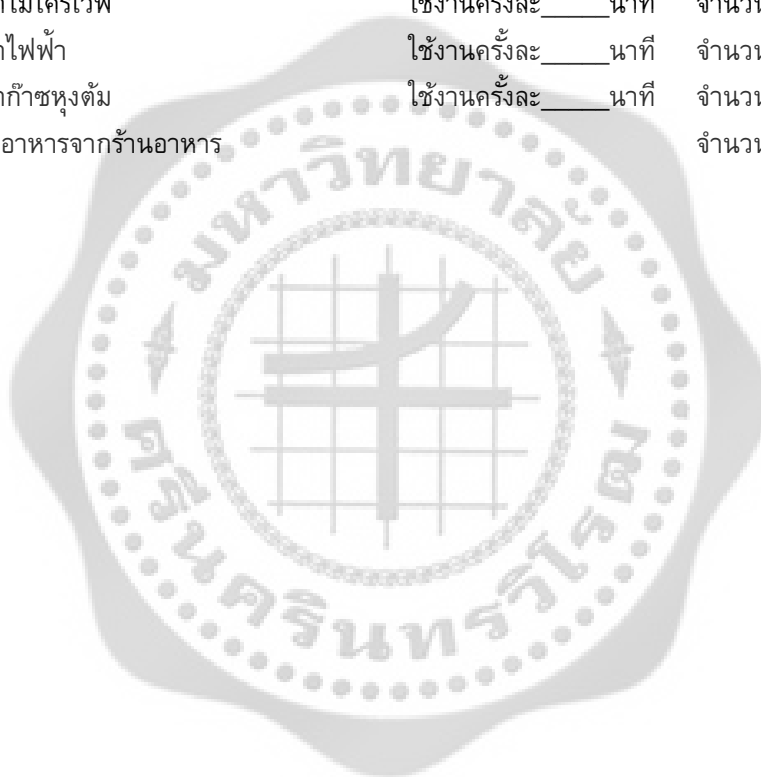 ไมโครเวฟ ใช้งานครั้งละ______นาที จำนวน
ไฟฟ้า ใช้งานครั้งละ______นาที จำนวน
ก๊าซหุงต้ม ใช้งานครั้งละ______นาที จำนวน
อาหารจากร้านอาหาร จำนวน
มหาวิทยาลัย
ศรีนครินทรวิโรฒ